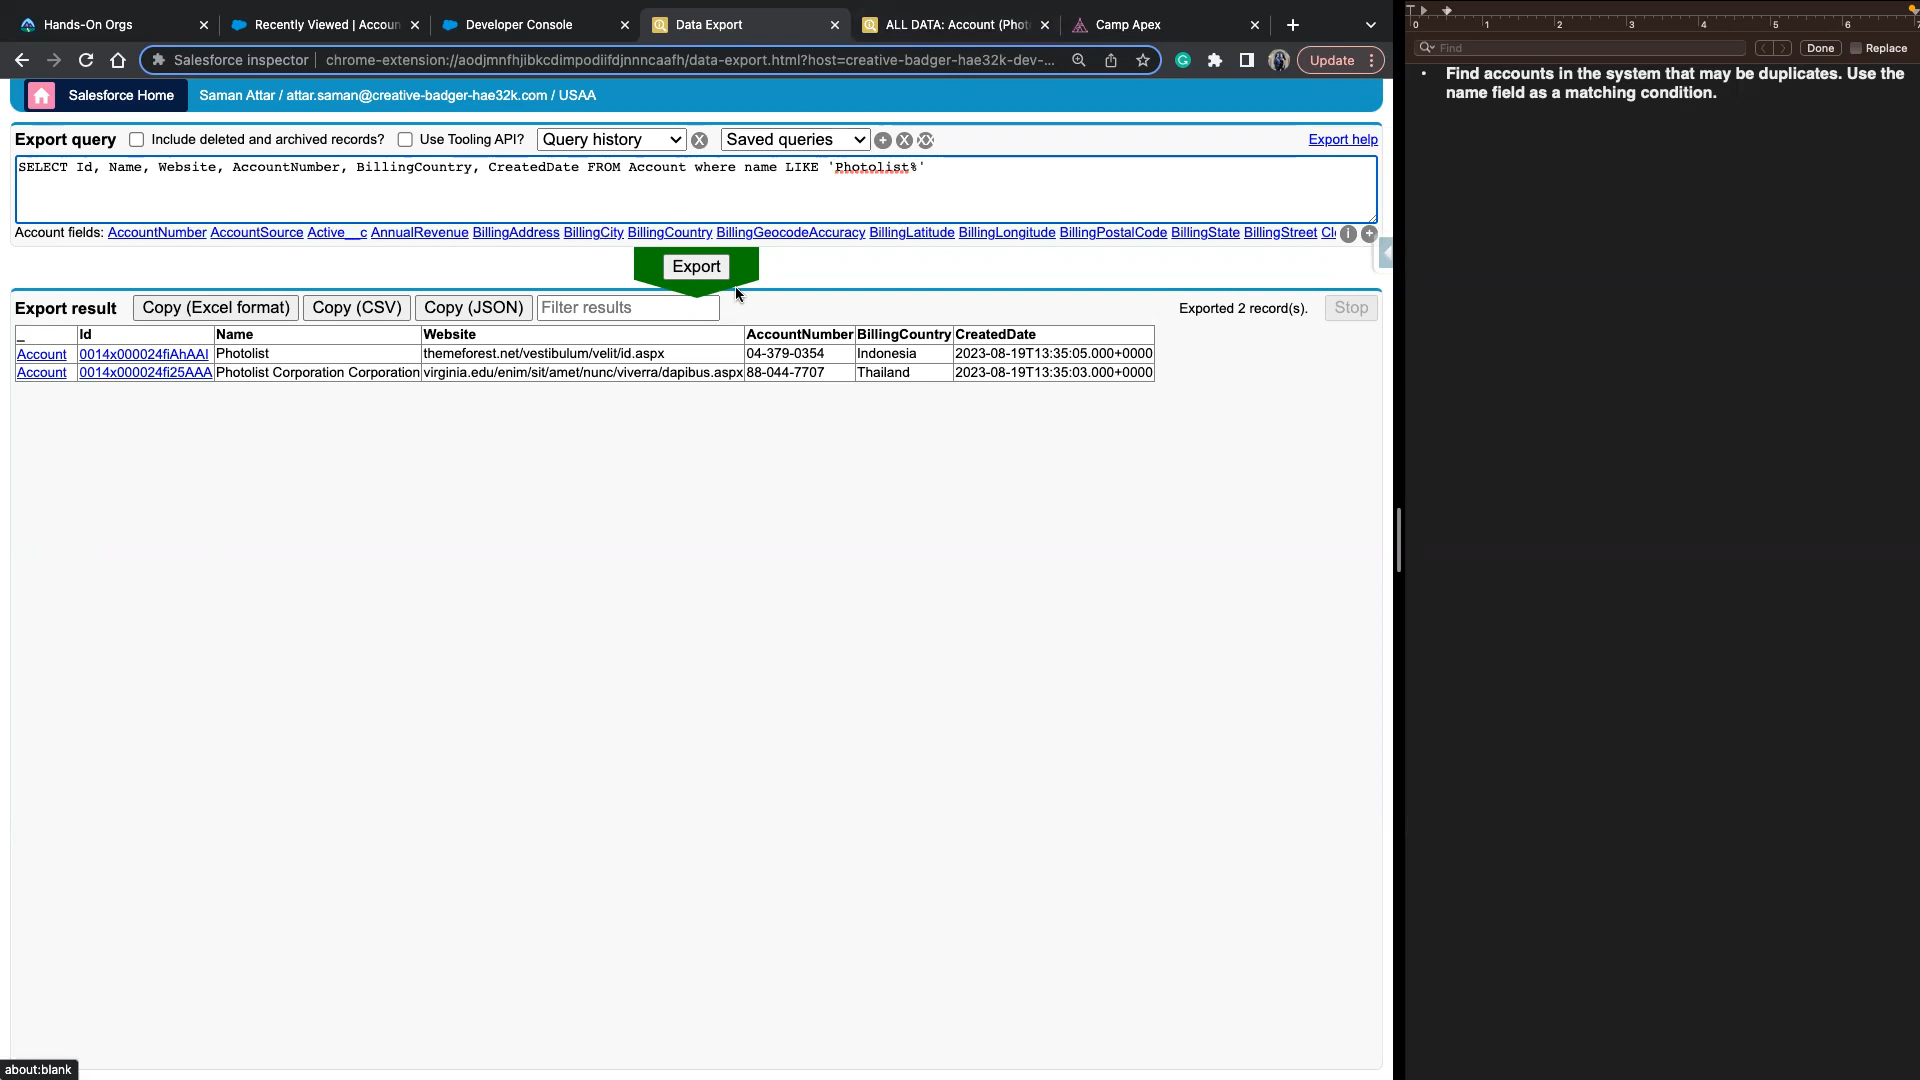 Hands-On Orgs
Recently Viewed | Accoun
Developer Console
Data Export
ALL DATA: Account (Phot
Camp Apex
Salesforce inspector
chrome-extension://aodjmnfhjibkcdimpodiifdjnnncaafh/data-export.html?host=creative-badger-hae32k-dev-...
Update
Salesforce Home
Saman Attar / attar.saman@creative-badger-hae32k.com / USAA
Export query
Include deleted and archived records?
Use Tooling API?
Query history
Saved queries
Export help
SELECT Id, Name, Website, AccountNumber, BillingCountry, CreatedDate FROM Account where name LIKE 'Photolist%'
Account fields: AccountNumber AccountSource Active__c AnnualRevenue BillingAddress BillingCity BillingCountry BillingGeocodeAccuracy BillingLatitude BillingLongitude BillingPostalCode BillingState BillingStreet Cl
Export
Export result
Copy (Excel format)
Copy (CSV)
Copy (JSON)
Filter results
Exported 2 record(s).
Stop
_ Id Name Website AccountNumber BillingCountry CreatedDate
Account 0014x000024fiAhAAI Photolist themeforest.net/vestibulum/velit/id.aspx 04-379-0354 Indonesia 2023-08-19T13:35:05.000+0000
Account 0014x000024fi25AAA Photolist Corporation Corporation virginia.edu/enim/sit/amet/nunc/viverra/dapibus.aspx 88-044-7707 Thailand 2023-08-19T13:35:03.000+0000
about:blank
0 1 2 3 4 5 6 7
Find
Done
Replace
• Find accounts in the system that may be duplicates. Use the
name field as a matching condition.